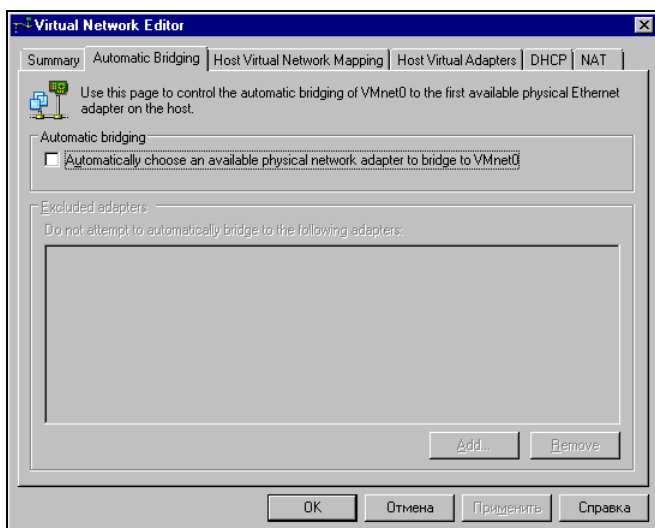 Virtual Network Editor
Summary Automatic Bridging Host Virtual Network Mapping Host Virtual Adapters DHCP NAT
Use this page to control the automatic bridging of VMnet0 to the first available physical Ethernet
adapter on the host.
Automatic bridging
Automatically choose an available physical network adapter to bridge to VMnet0
Excluded adapters
Do not attempt to automatically bridge to the following adapters:
Add... Remove
OK Отмена Применить Справка